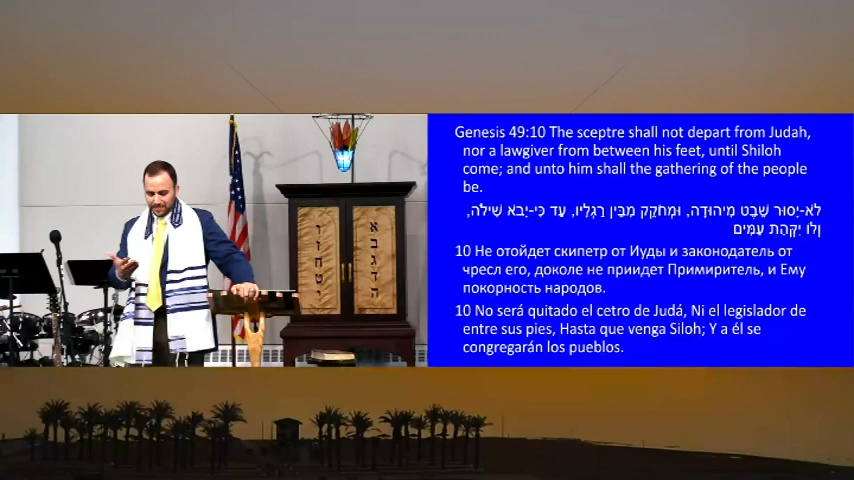 Genesis 49:10 The sceptre shall not depart from Judah,
nor a lawgiver from between his feet, until Shiloh
come; and unto him shall the gathering of the people
be.
לֹא-יָסוּר שֵׁבֶט מִיהוּדָה, וּמְחֹקֵק מִבֵּין רַגְלָיו, עַד כִּי-יָבֹא שִׁילֹה,
וְלוֹ יִקְּהַת עַמִּים
10 Не отойдет скипетр от Иуды и законодатель от
чресл его, доколе не приидет Примиритель, и Ему
покорность народов.
10 No será quitado el cetro de Judá, Ni el legislador de
entre sus pies, Hasta que venga Siloh; Y a él se
congregarán los pueblos.
א
ב
ג
ד
ה
ו
ז
ח
ט
י